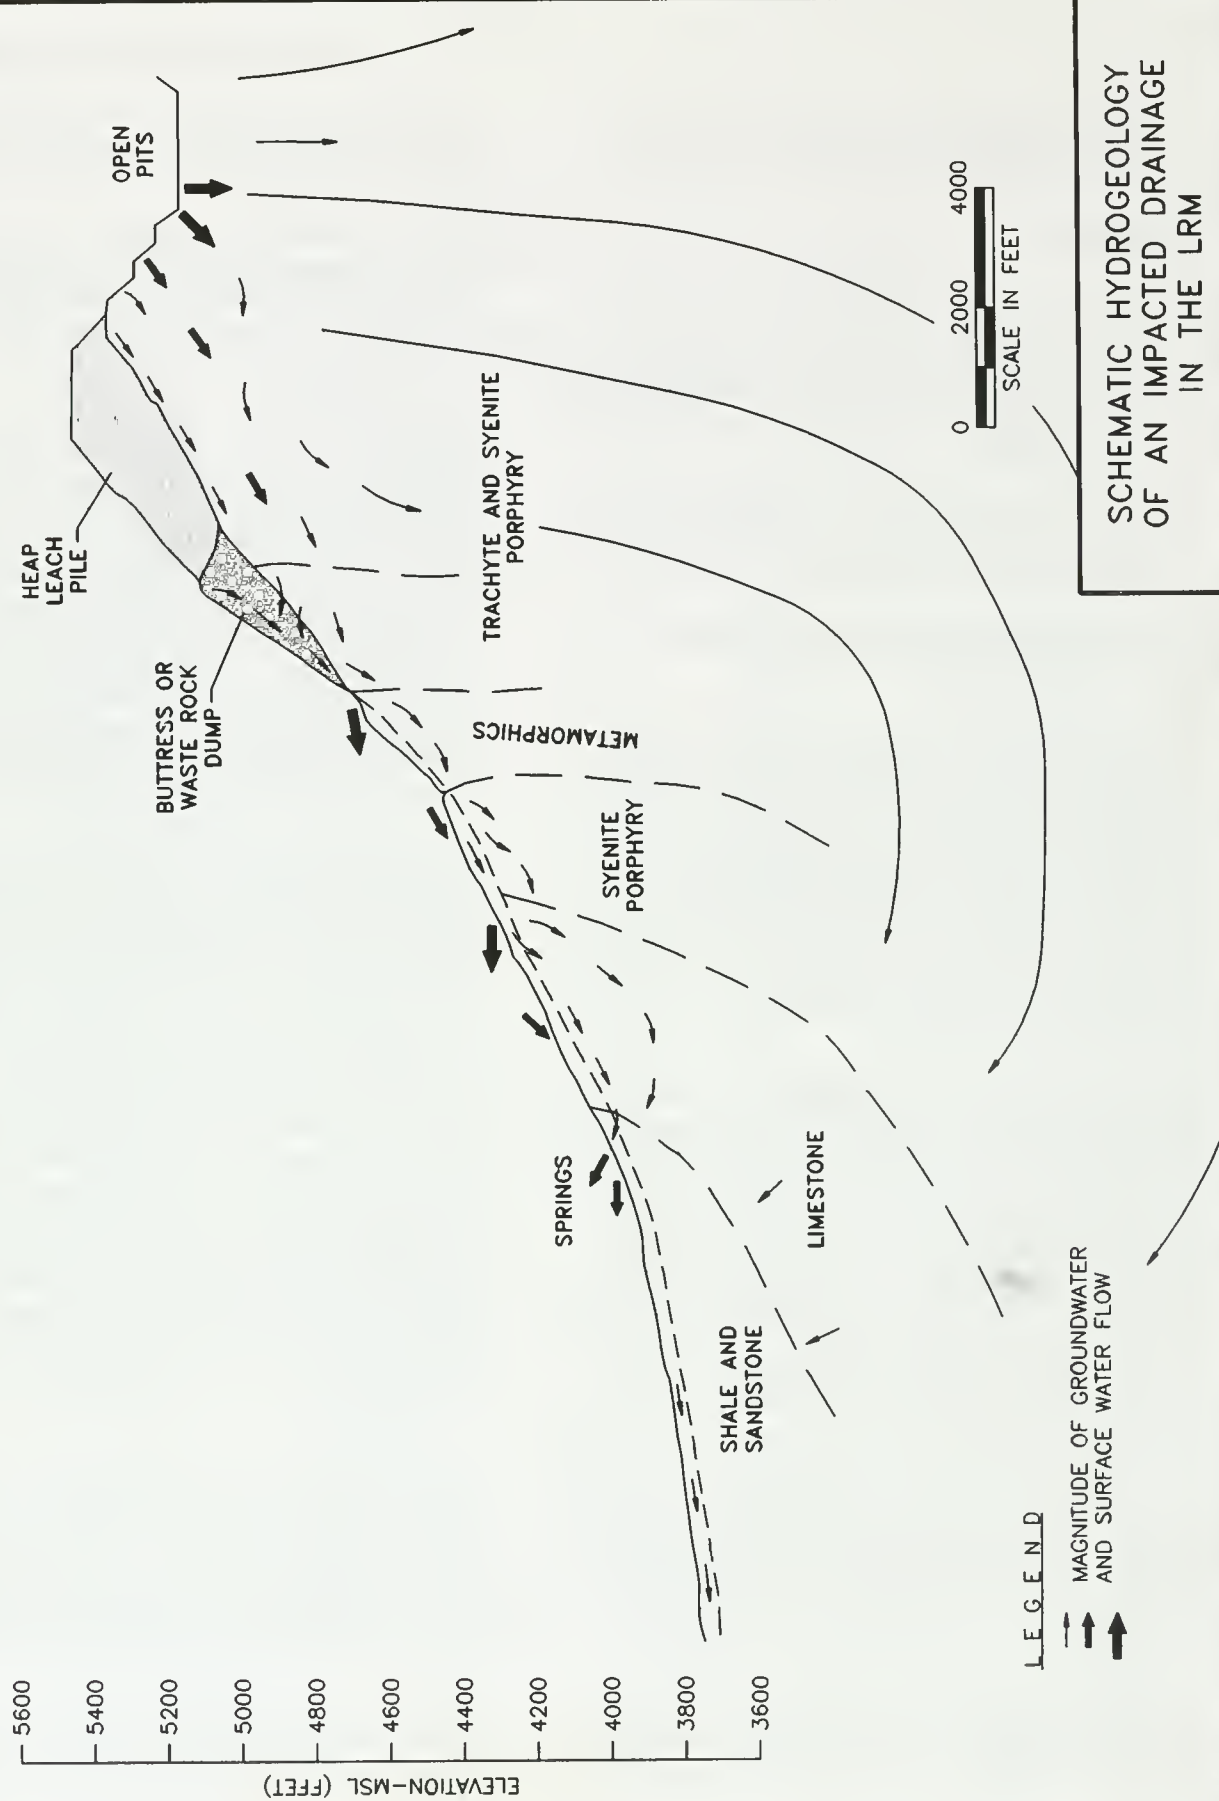 HEAP
LEACH
PILE
OPEN
PITS
BUTTRESS OR
WASTE ROCK
DUMP
TRACHYTE AND SYENITE
PORPHYRY
METAMORPHICS
SYENITE
PORPHYRY
SPRINGS
LIMESTONE
SHALE AND
SANDSTONE
ELEVATION-MSL (FEET)
5600
5400
5200
5000
4800
4600
4400
4200
4000
3800
3600
0 2000 4000
SCALE IN FEET
LEGEND
MAGNITUDE OF GROUNDWATER
AND SURFACE WATER FLOW
SCHEMATIC HYDROGEOLOGY
OF AN IMPACTED DRAINAGE
IN THE LRM